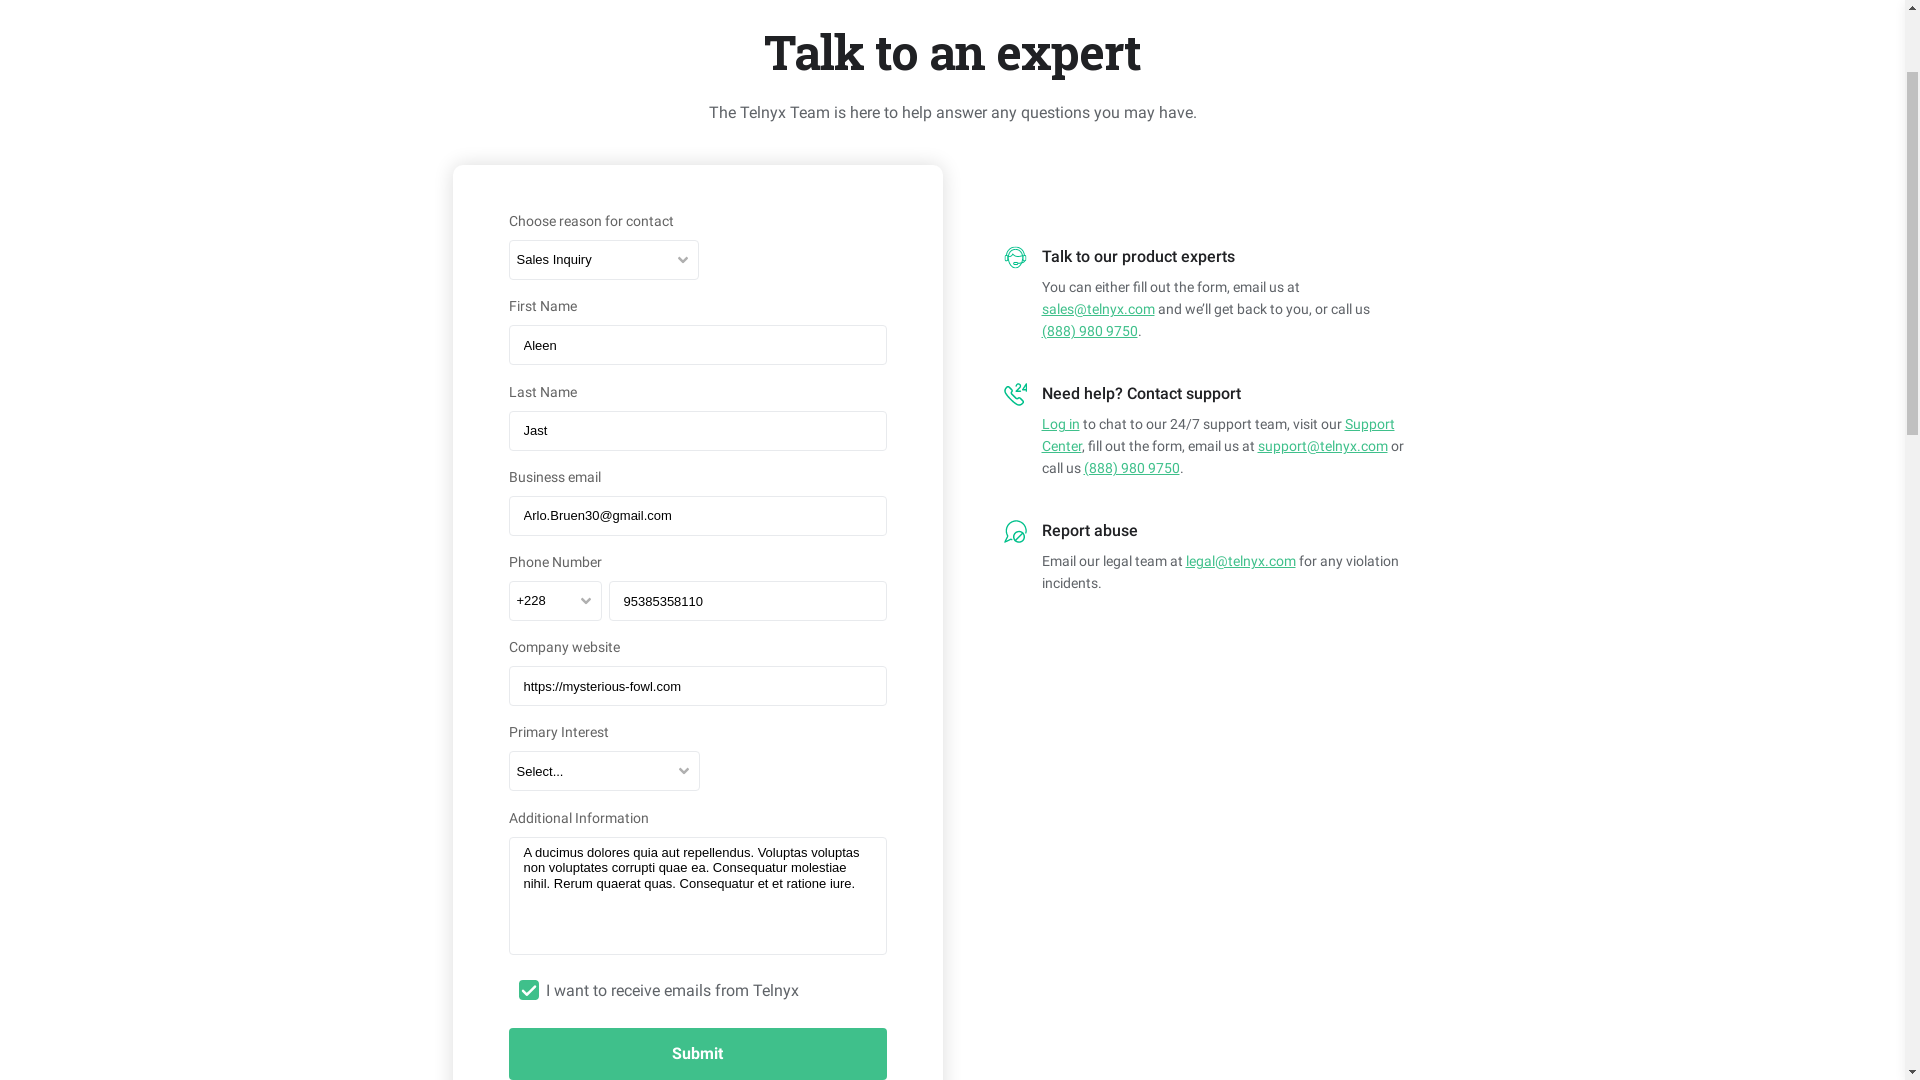 Talk to an expert
The Telnyx Team is here to help answer any questions you may have.
Choose reason for contact
Sales Inquiry
First Name
Aleen
Last Name
Jast
Business email
Arlo.Bruen30@gmail.com
Phone Number
+228
95385358110
Company website
https://mysterious-fowl.com
Primary Interest
Select...
Additional Information
A ducimus dolores quia aut repellendus. Voluptas voluptas
non voluptates corrupti quae ea. Consequatur molestiae
nihil. Rerum quaerat quas. Consequatur et et ratione iure.
I want to receive emails from Telnyx
Submit
Talk to our product experts
You can either fill out the form, email us at
sales@telnyx.com and we’ll get back to you, or call us
(888) 980 9750.
24
Need help? Contact support
Log in to chat to our 24/7 support team, visit our Support
Center, fill out the form, email us at support@telnyx.com or
call us (888) 980 9750.
Report abuse
Email our legal team at legal@telnyx.com for any violation
incidents.